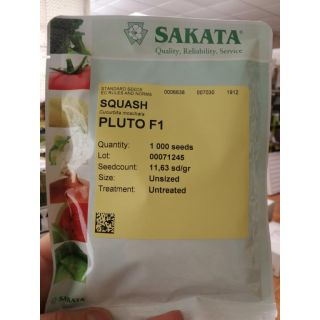 SAKATA®
Quality, Reliability, Service
STANDARD SEEDS
EC RULES AND NORMS
0006638 007030 1912
SQUASH
Cucurbita moschata
PLUTO F1
Quantity: 1 000 seeds
Lot: 00071245
Seedcount: 11,63 sd/gr
Size: Unsized
Treatment: Untreated
SAKATA®